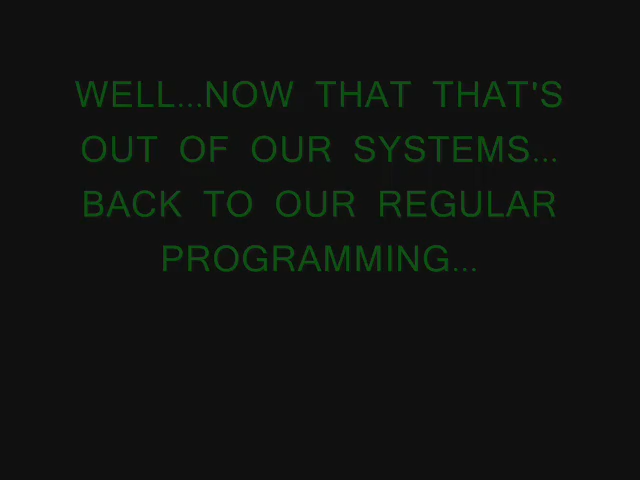 WELL...NOW THAT THAT'S
OUT OF OUR SYSTEMS...
BACK TO OUR REGULAR
PROGRAMMING...